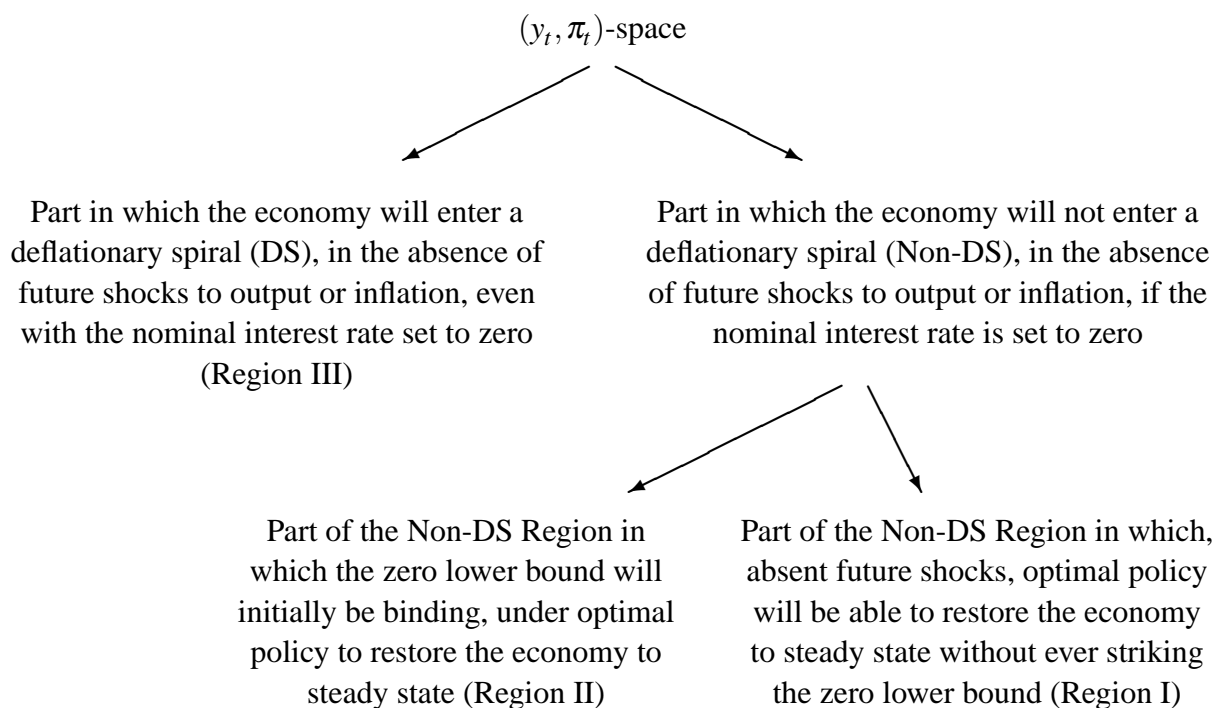 (y_t, π_t)-space
Part in which the economy will enter a
deflationary spiral (DS), in the absence of
future shocks to output or inflation, even
with the nominal interest rate set to zero
(Region III)
Part in which the economy will not enter a
deflationary spiral (Non-DS), in the absence
of future shocks to output or inflation, if the
nominal interest rate is set to zero
Part of the Non-DS Region in
which the zero lower bound will
initially be binding, under optimal
policy to restore the economy to
steady state (Region II)
Part of the Non-DS Region in which,
absent future shocks, optimal policy
will be able to restore the economy
to steady state without ever striking
the zero lower bound (Region I)